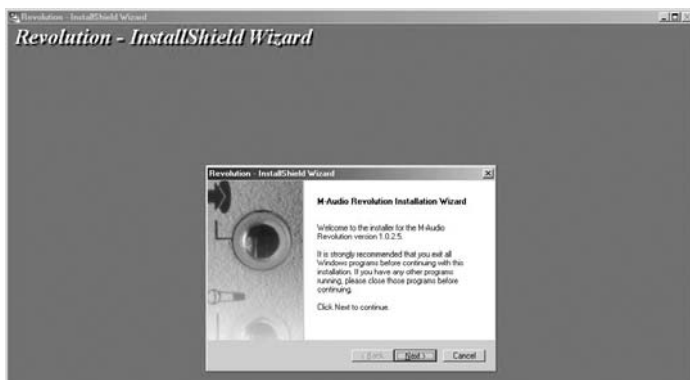 Revolution - InstallShield Wizard
Revolution - InstallShield Wizard
Revolution - InstallShield Wizard
M-Audio Revolution Installation Wizard
Welcome to the installer for the M-Audio
Revolution version 1.0.2.5.
It is strongly recommended that you exit all
Windows programs before continuing with this
installation. If you have any other programs
running, please close those programs before
continuing.
Click Next to continue.
< Back Next > Cancel